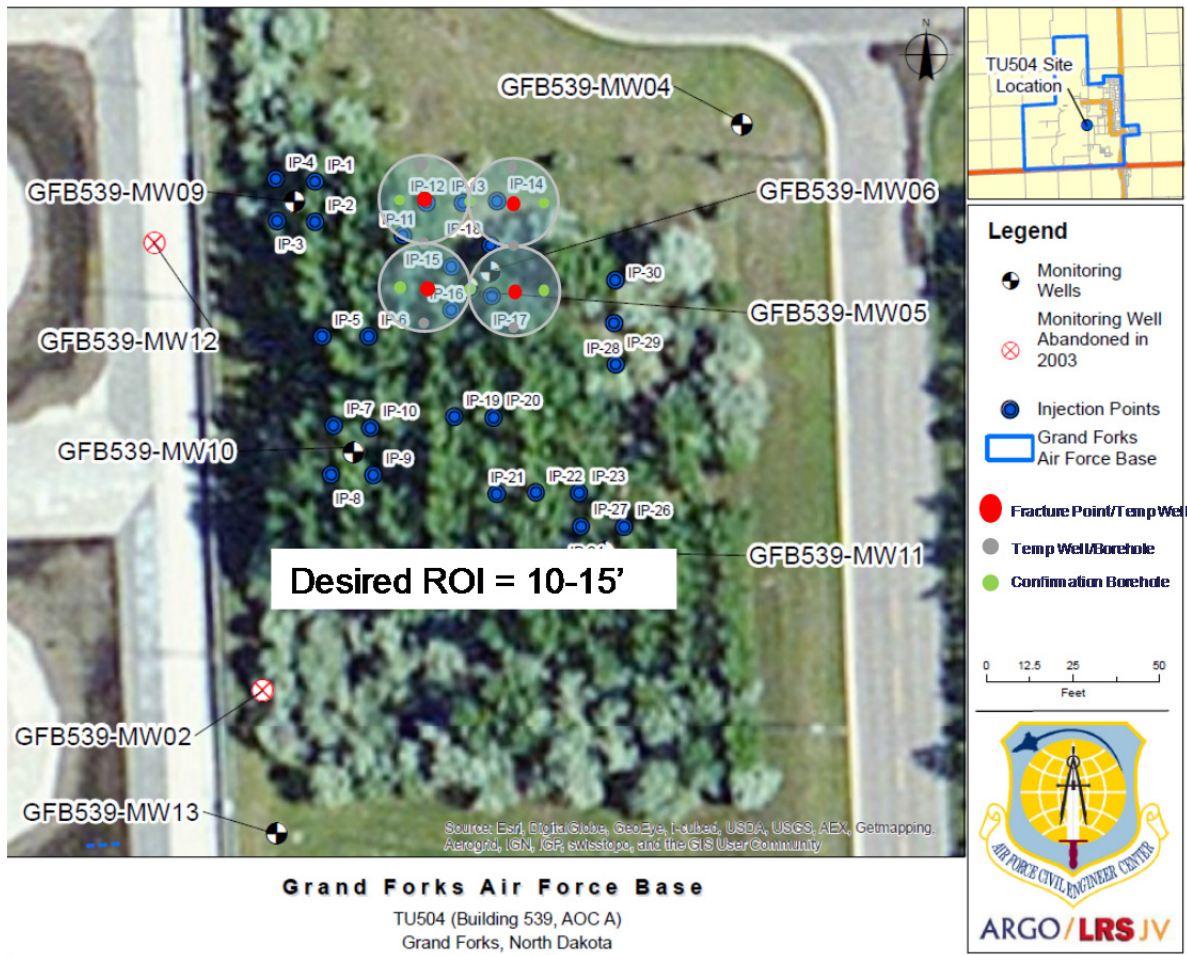 N
GFB539-MW04
TU504 Site
Location
IP-4
IP-1
GFB539-MW09
IP-12
IP-13
IP-14
GFB539-MW06
IP-2
IP-3
IP-11
IP-18
Legend
Monitoring
Wells
IP-15
IP-30
GFB539-MW12
IP-16
IP-17
GFB539-MW05
Monitoring Well
Abandoned in
2003
IP-5
IP-6
IP-28
IP-29
IP-7
IP-10
IP-19
IP-20
Injection Points
GFB539-MW10
IP-9
Grand Forks
Air Force Base
IP-8
IP-21
IP-22
IP-23
IP-27
IP-26
Fracture Point/Temp Well
Temp Well/Borehole
GFB539-MW11
Desired ROI = 10-15’
Confirmation Borehole
0 12.5 25 50
Feet
GFB539-MW02
GFB539-MW13
Source: Esri, DigitalGlobe, GeoEye, i-cubed, USDA, USGS, AEX, Getmapping,
Aerogrid, IGN, IGP, swisstopo, and the GIS User Community
AIR FORCE CIVIL ENGINEER CENTER
Grand Forks Air Force Base
TU504 (Building 539, AOC A)
Grand Forks, North Dakota
ARGO/LRS JV